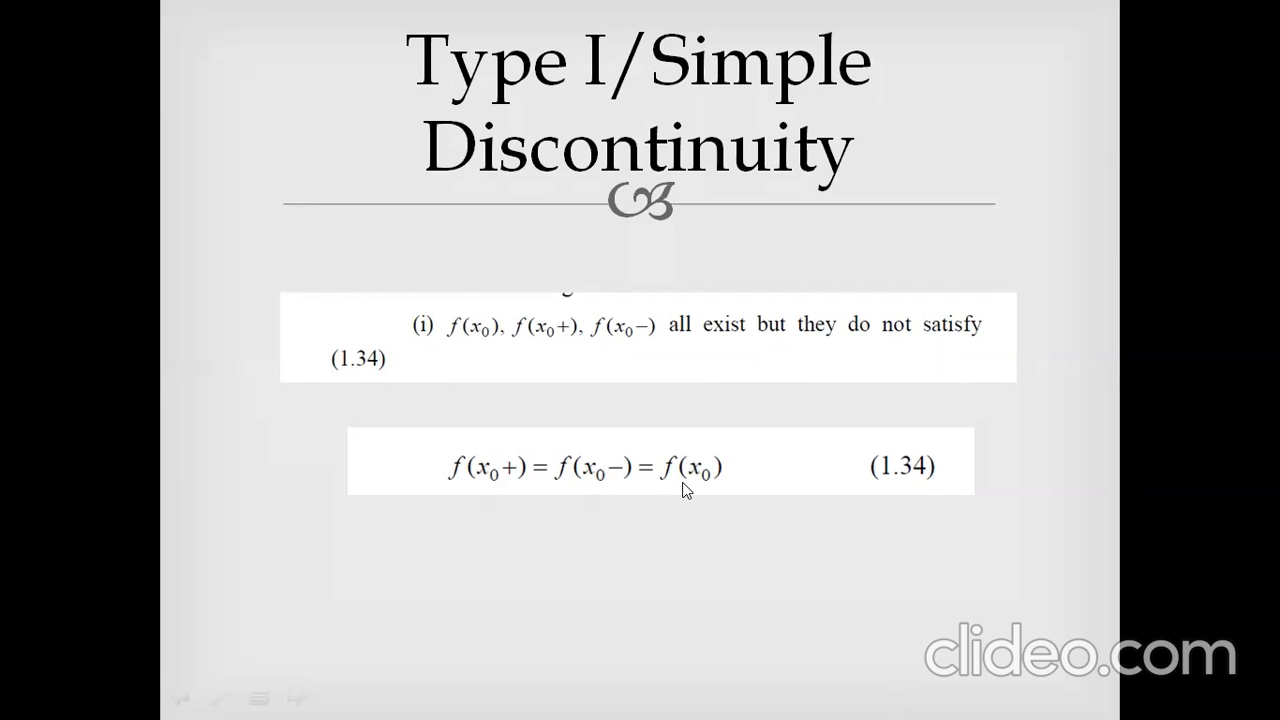 Type I/Simple
Discontinuity
(i) f(x₀), f(x₀+), f(x₀−) all exist but they do not satisfy
(1.34)
f(x₀+) = f(x₀−) = f(x₀) (1.34)
clideo.com